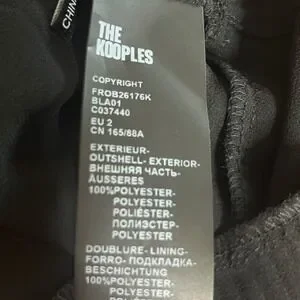 CHIN
THE
KOOPLES
COPYRIGHT
FROB26176K
BLA01
C037440
EU 2
CN 165/88A
EXTERIEUR-
OUTSHELL- EXTERIOR-
ВНЕШНЯЯ ЧАСТЬ-
ÄUSSERES
100%POLYESTER-
POLYESTER-
POLIÉSTER-
ПОЛИЭСТЕР-
POLYESTER
DOUBLURE- LINING-
FORRO- ПОДКЛАДКА-
BESCHICHTUNG
100%POLYESTER-
POLYESTER-